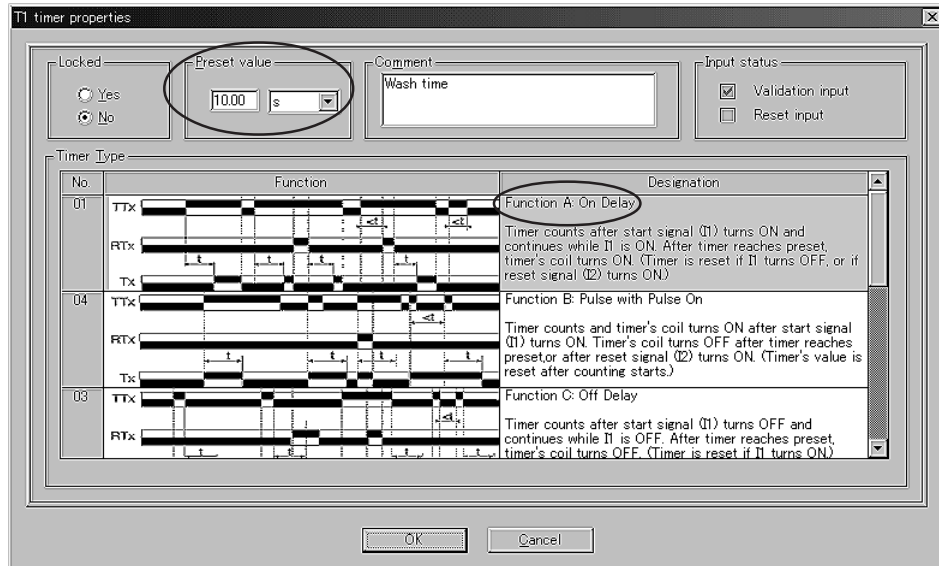 T1 timer properties
Locked
Yes
No
Preset value
10.00 s
Comment
Wash time
Input status
Validation input
Reset input
Timer Type
No. Function Designation
01
TTx
<t <t
RTx
t t t t
Tx
Function A: On Delay
Timer counts after start signal (I1) turns ON and
continues while I1 is ON. After timer reaches preset,
timer's coil turns ON. (Timer is reset if I1 turns OFF, or if
reset signal (I2) turns ON.)
04
TTx
<t
RTx
t t t t
Tx
Function B: Pulse with Pulse On
Timer counts and timer's coil turns ON after start signal
(I1) turns ON. Timer's coil turns OFF after timer reaches
preset,or after reset signal (I2) turns ON. (Timer's value is
reset after counting starts.)
03
TTx
<t
RTx
t t t t t
Function C: Off Delay
Timer counts after start signal (I1) turns OFF and
continues while I1 is OFF. After timer reaches preset,
timer's coil turns OFF. (Timer is reset if I1 turns ON.)
OK
Cancel